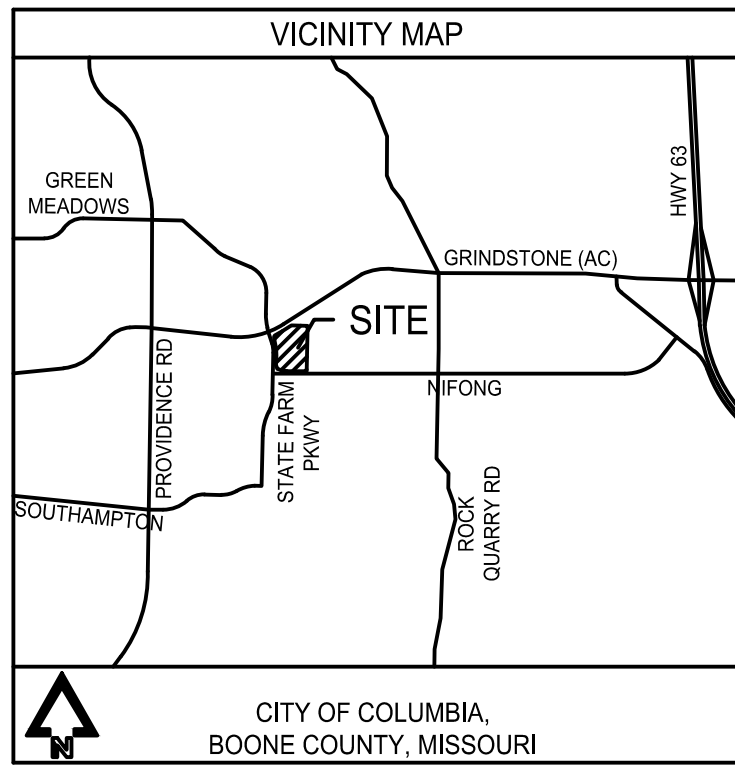 VICINITY MAP
GREEN
MEADOWS
HWY 63
GRINDSTONE (AC)
SITE
PROVIDENCE RD
STATE FARM
PKWY
NIFONG
SOUTHAMPTON
ROCK
QUARRY RD
N
CITY OF COLUMBIA,
BOONE COUNTY, MISSOURI